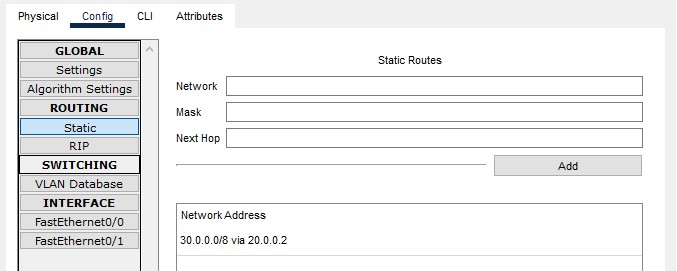 Physical Config CLI Attributes
GLOBAL
Settings
Algorithm Settings
ROUTING
Static
RIP
SWITCHING
VLAN Database
INTERFACE
FastEthernet0/0
FastEthernet0/1
Static Routes
Network
Mask
Next Hop
Add
Network Address
30.0.0.0/8 via 20.0.0.2